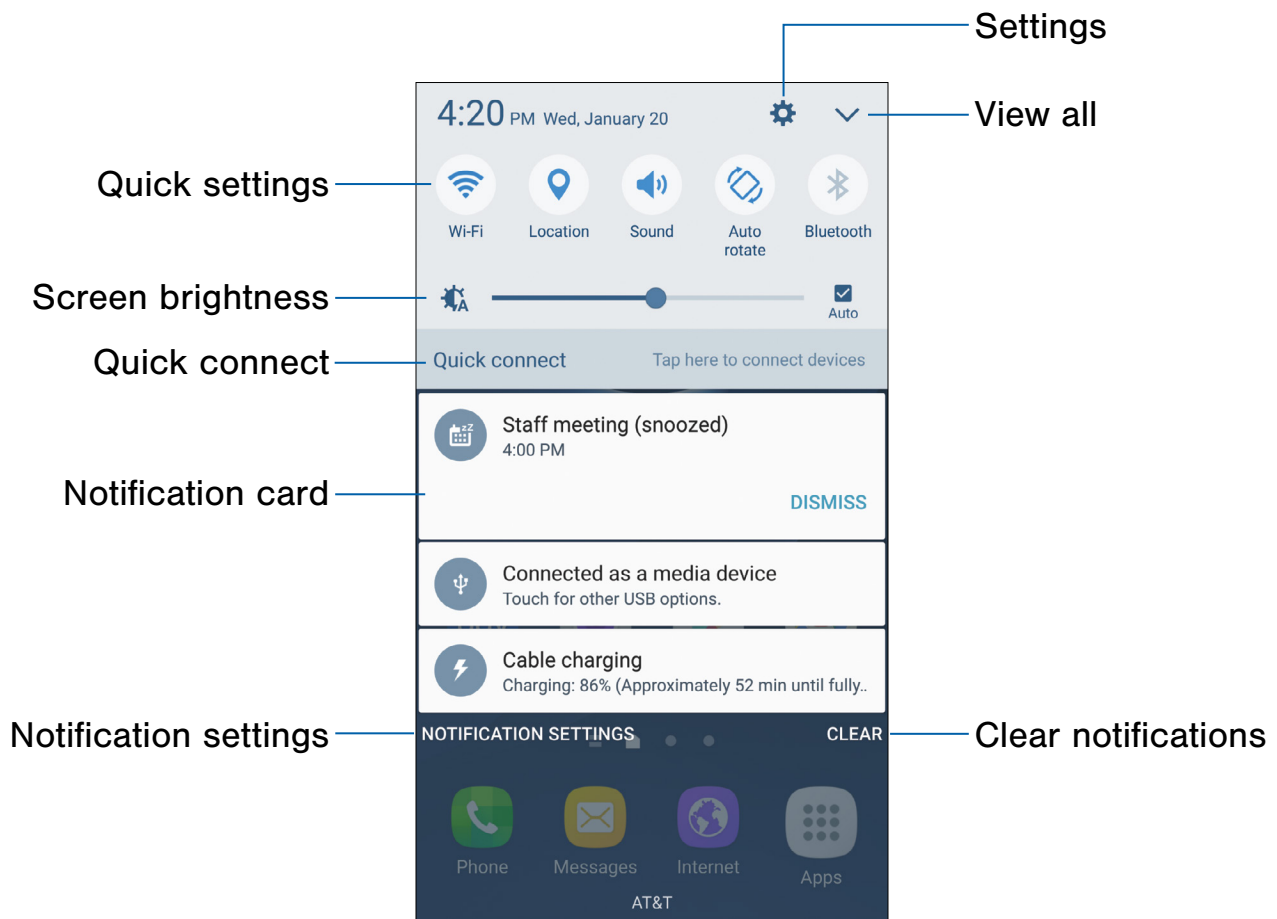 Settings
4:20 PM Wed, January 20
View all
Quick settings
Wi-Fi
Location
Sound
Auto
rotate
Bluetooth
Screen brightness
A
Auto
Quick connect
Quick connect
Tap here to connect devices
Staff meeting (snoozed)
4:00 PM
Notification card
DISMISS
Connected as a media device
Touch for other USB options.
Cable charging
Charging: 86% (Approximately 52 min until fully..
Notification settings
NOTIFICATION SETTINGS
CLEAR
Clear notifications
Phone
Messages
Internet
Apps
AT&T